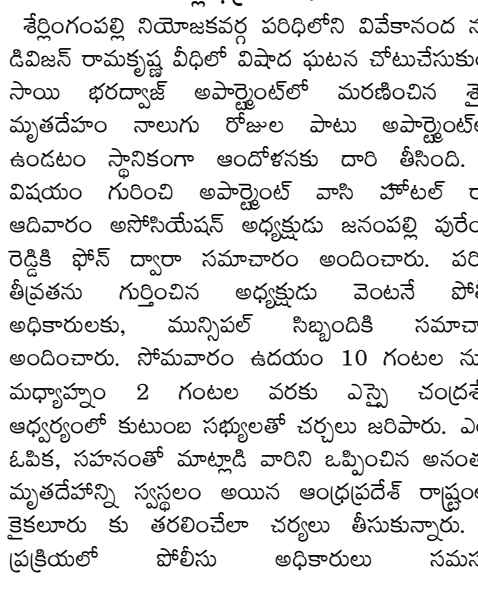 శేర్లింగంపల్లి నియోజకవర్గ పరిధిలోని వివేకానంద
డివిజన్ రామకృష్ణ వీధిలో విషాద ఘటన
సాయి భరద్వాజ్ అపార్ట్మెంట్‌లో మరణించిన
మృతదేహం నాలుగు రోజుల పాటు
ఉండటం స్థానికంగా ఆందోళనకు దారి తీసింది.
విషయం గురించి అపార్ట్మెంట్ వాసి హోటల్
ఆదివారం అసోసియేషన్ అధ్యక్షుడు జనంపల్లి
రెడ్డికి ఫోన్ ద్వారా సమాచారం అందించారు.
తీవ్రతను గుర్తించిన అధ్యక్షుడు వెంటనే
అధికారులకు, మున్సిపల్ సిబ్బందికి
అందించారు. సోమవారం ఉదయం 10 గంటల
మధ్యాహ్నం 2 గంటల వరకు ఎస్సై
ఆధ్వర్యంలో కుటుంబ సభ్యులతో చర్చలు జరిపారు.
ఓపిక, సహనంతో మాట్లాడి వారిని ఒప్పించిన
మృతదేహాన్ని స్వస్థలం అయిన ఆంధ్రప్రదేశ్
కైకలూరు కు తరలించేలా చర్యలు తీసుకున్నారు.
ప్రక్రియలో పోలీసు అధికారులు